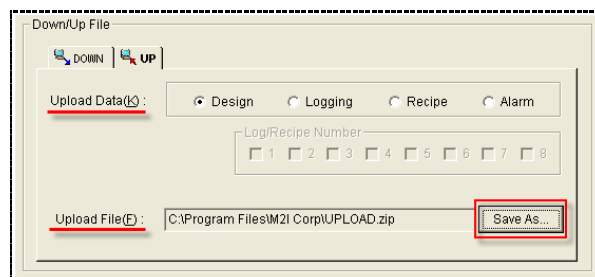 Down/Up File
DOWN UP
Upload Data(K) : Design Logging Recipe Alarm
Log/Recipe Number
1 2 3 4 5 6 7 8
Upload File(F) : C:\Program Files\M2I Corp\UPLOAD.zip Save As...